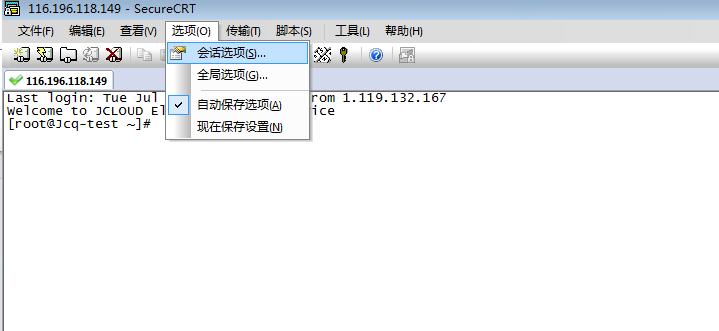 116.196.118.149 - SecureCRT
文件(F) 编辑(E) 查看(V) 选项(O) 传输(T) 脚本(S) 工具(L) 帮助(H)
会话选项(S)...
全局选项(G)...
自动保存选项(A)
现在保存设置(N)
116.196.118.149
Last login: Tue Jul rom 1.119.132.167
Welcome to JCLOUD El ice
[root@Jcq-test ~]#